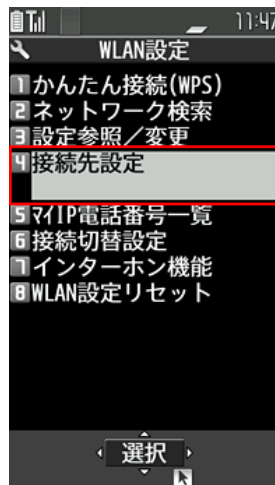 11:47
WLAN設定
1 かんたん接続(WPS)
2 ネットワーク検索
3 設定参照／変更
4 接続先設定
5 ﾏｲIP電話番号一覧
6 接続切替設定
7 インターホン機能
8 WLAN設定リセット
選択